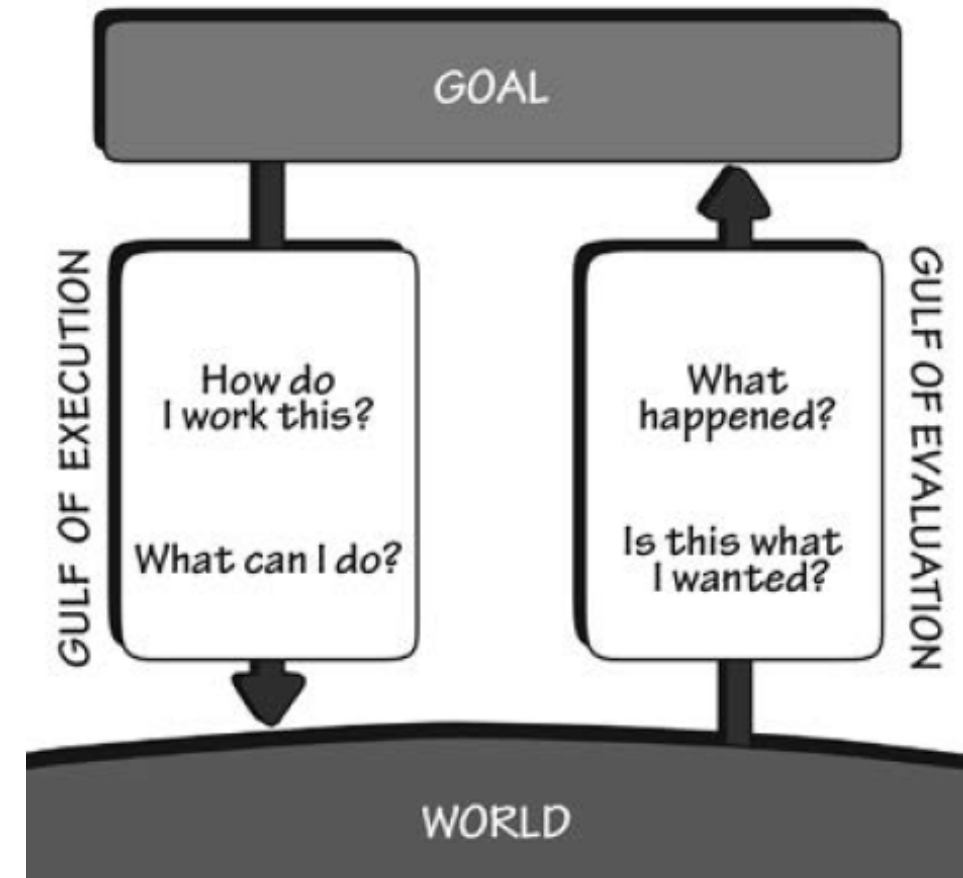 GOAL
GULF OF EXECUTION
How do
I work this?
What can I do?
What
happened?
Is this what
I wanted?
GULF OF EVALUATION
WORLD